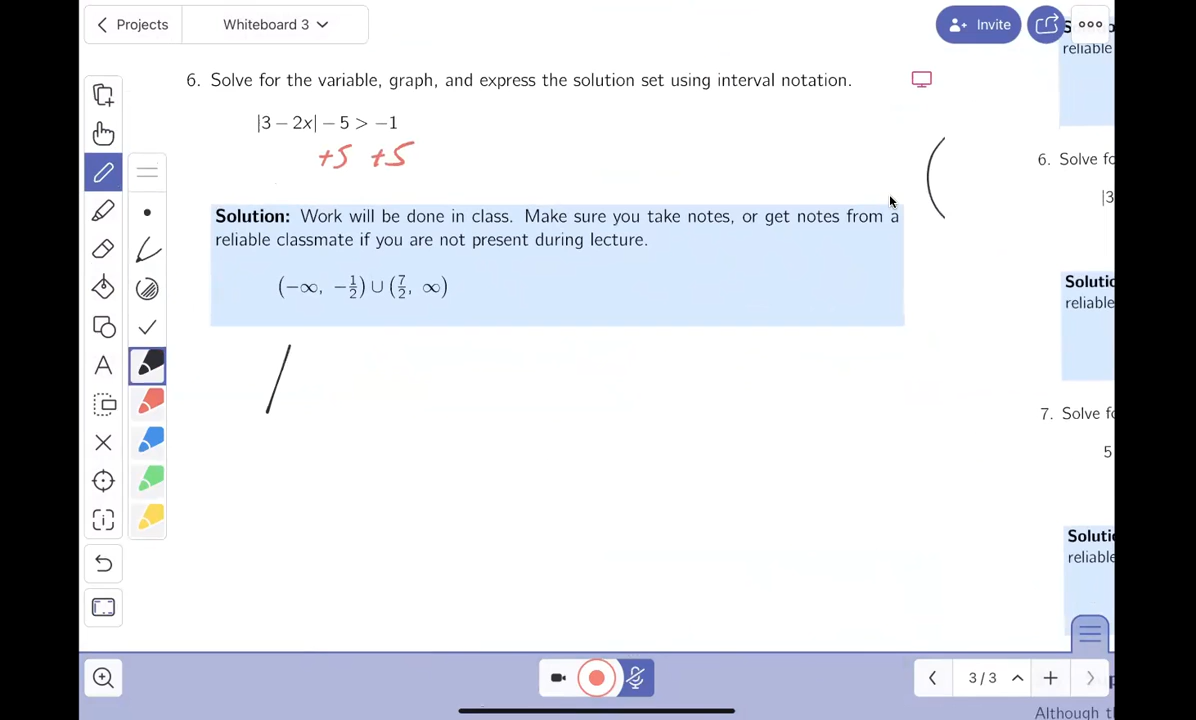 Projects
Whiteboard 3
Invite
6. Solve for the variable, graph, and express the solution set using interval notation.
|3 − 2x| − 5 > −1
+5 +5
Solution: Work will be done in class. Make sure you take notes, or get notes from a
reliable classmate if you are not present during lecture.
(−∞, −1/2) ∪ (7/2, ∞)
reliable
6. Solve fo
|3
Solutio
reliable
7. Solve fo
5
Solutio
reliable
3/3
Although t